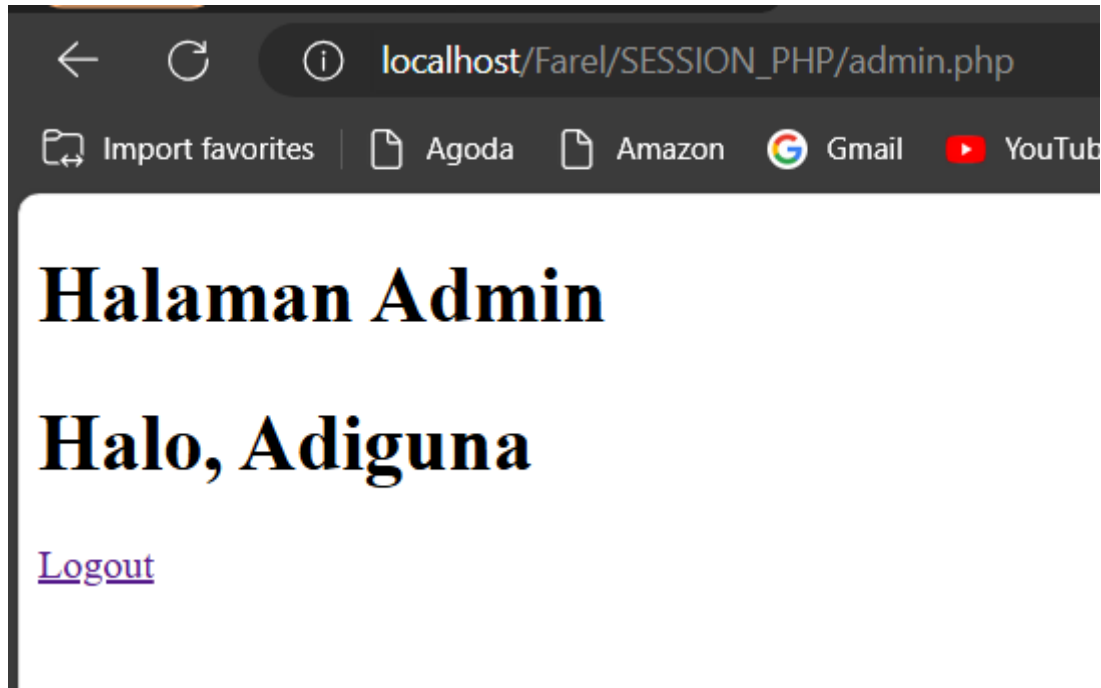 localhost/Farel/SESSION_PHP/admin.php
Import favorites Agoda Amazon Gmail YouTub
Halaman Admin
Halo, Adiguna
Logout